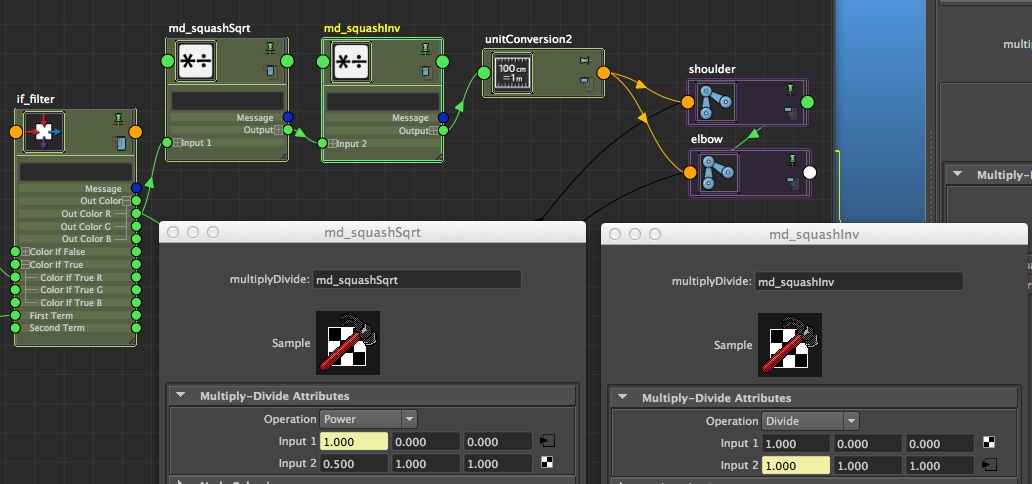 md_squashSqrt
md_squashInv
unitConversion2
shoulder
elbow
if_filter
100 cm
=1m
Message
Output
Input 1
Message
Output
Input 2
Message
Out Color
Out Color R
Out Color G
Out Color B
Color If False
Color If True
Color If True R
Color If True G
Color If True B
First Term
Second Term
md_squashSqrt
multiplyDivide: md_squashSqrt
Sample
Multiply-Divide Attributes
Operation Power
Input 1 1.000 0.000 0.000
Input 2 0.500 1.000 1.000
md_squashInv
multiplyDivide: md_squashInv
Sample
Multiply-Divide Attributes
Operation Divide
Input 1 1.000 0.000 0.000
Input 2 1.000 1.000 1.000
multi
Multiply-D